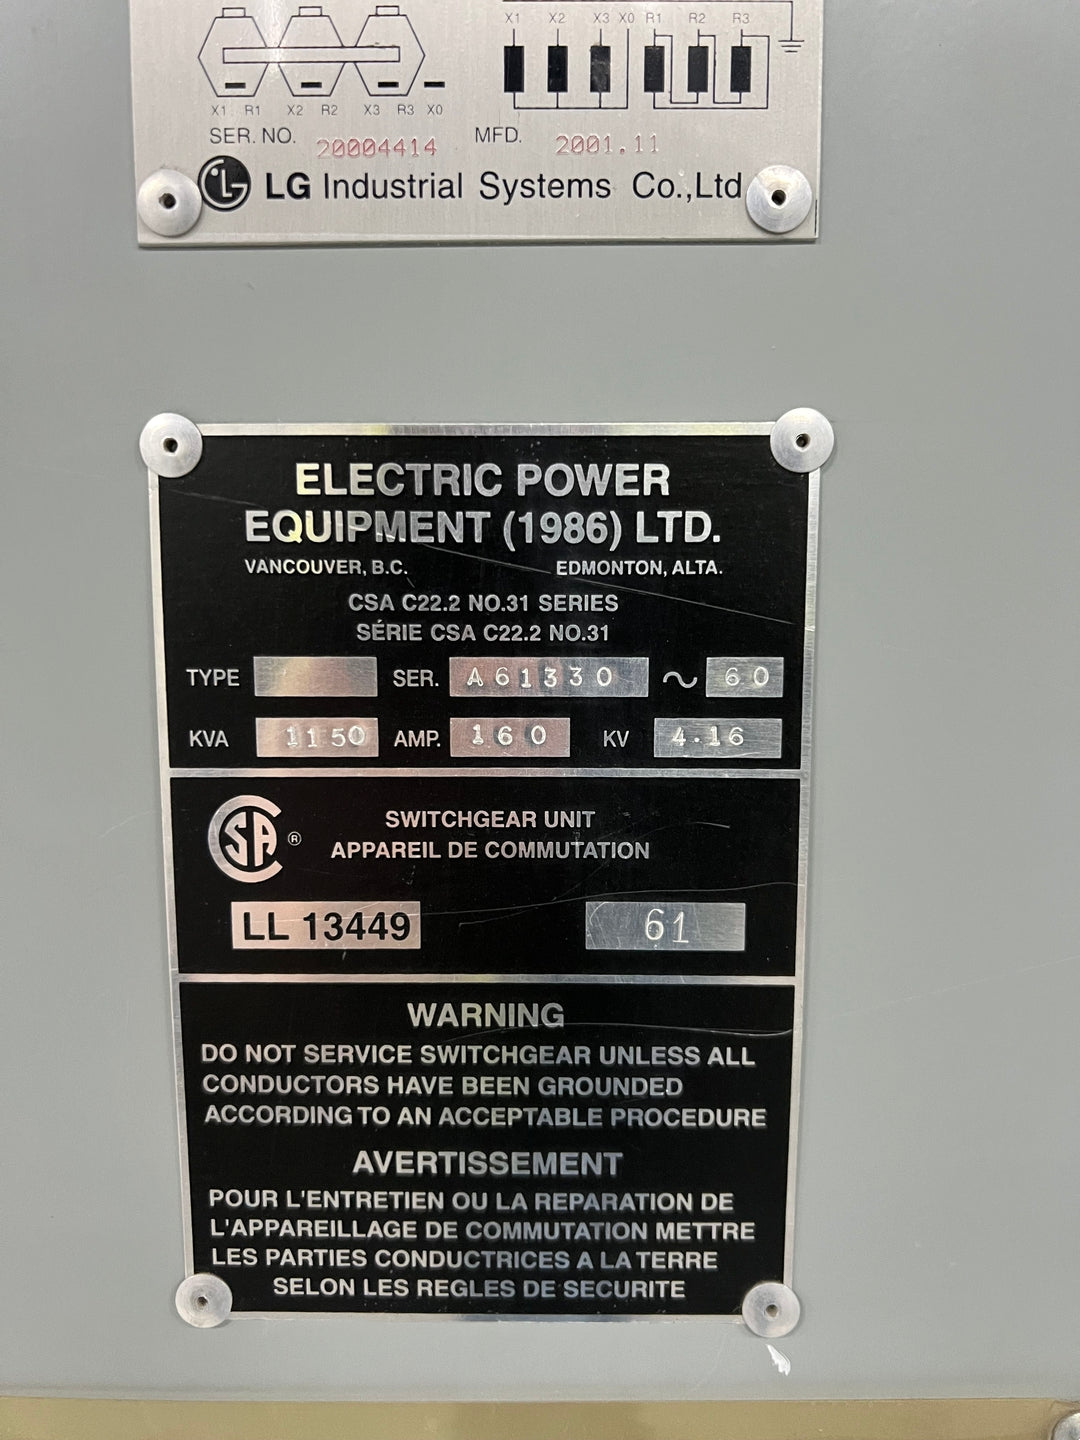 X1 X2 X3 X0 R1 R2 R3
X1 R1 X2 R2 X3 R3 X0
SER. NO. 20004414 MFD. 2001.11
LG LG Industrial Systems Co.,Ltd
ELECTRIC POWER
EQUIPMENT (1986) LTD.
VANCOUVER, B.C. EDMONTON, ALTA.
CSA C22.2 NO.31 SERIES
SÉRIE CSA C22.2 NO.31
TYPE SER. A61330 ~ 60
KVA 1150 AMP. 160 KV 4.16
CSA ® SWITCHGEAR UNIT
APPAREIL DE COMMUTATION
LL 13449 61
WARNING
DO NOT SERVICE SWITCHGEAR UNLESS ALL
CONDUCTORS HAVE BEEN GROUNDED
ACCORDING TO AN ACCEPTABLE PROCEDURE
AVERTISSEMENT
POUR L'ENTRETIEN OU LA REPARATION DE
L'APPAREILLAGE DE COMMUTATION METTRE
LES PARTIES CONDUCTRICES A LA TERRE
SELON LES REGLES DE SECURITE